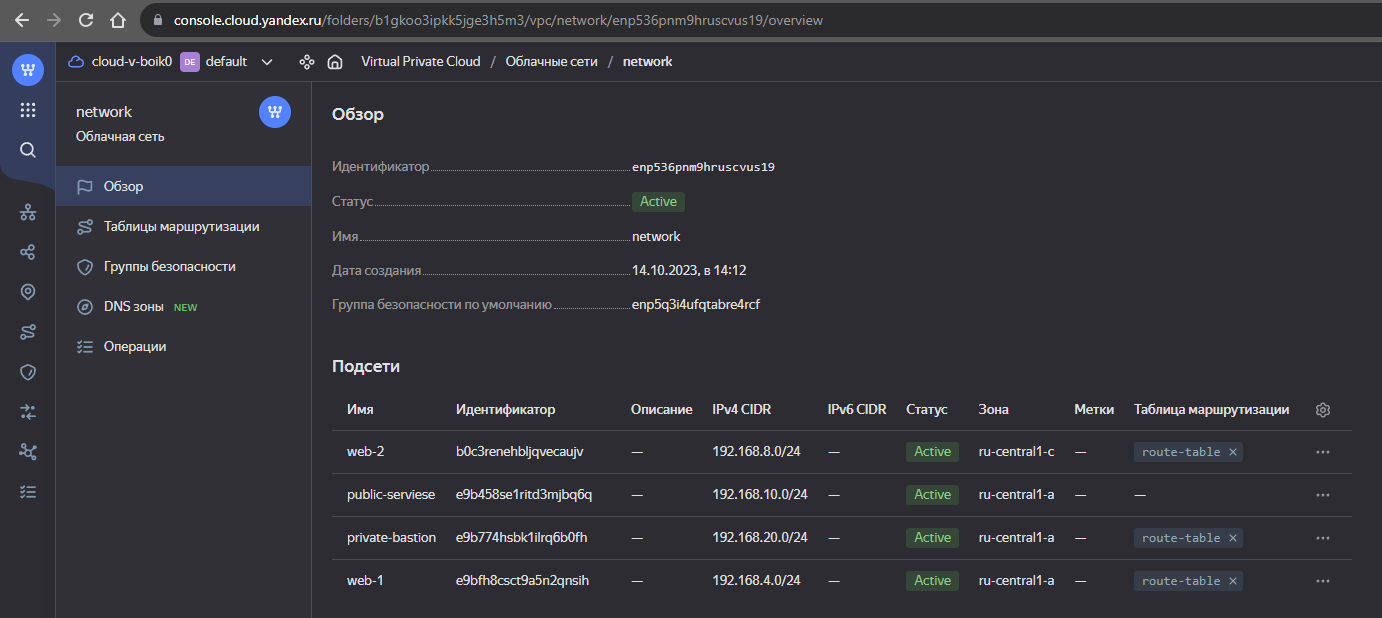 console.cloud.yandex.ru/folders/b1gkoo3ipkk5jge3h5m3/vpc/network/enp536pnm9hruscvus19/overview
cloud-v-boik0 DE default Virtual Private Cloud / Облачные сети / network
network
Облачная сеть
Обзор
Таблицы маршрутизации
Группы безопасности
DNS зоны NEW
Операции
Обзор
Идентификатор enp536pnm9hruscvus19
Статус Active
Имя network
Дата создания 14.10.2023, в 14:12
Группа безопасности по умолчанию enp5q3i4ufqtabre4rcf
Подсети
Имя Идентификатор Описание IPv4 CIDR IPv6 CIDR Статус Зона Метки Таблица маршрутизации
web-2 b0c3renehbljqvecaujv — 192.168.8.0/24 — Active ru-central1-c — route-table ×
public-serviese e9b458se1ritd3mjbq6q — 192.168.10.0/24 — Active ru-central1-a — —
private-bastion e9b774hsbk1ilrq6b0fh — 192.168.20.0/24 — Active ru-central1-a — route-table ×
web-1 e9bfh8csct9a5n2qnsih — 192.168.4.0/24 — Active ru-central1-a — route-table ×